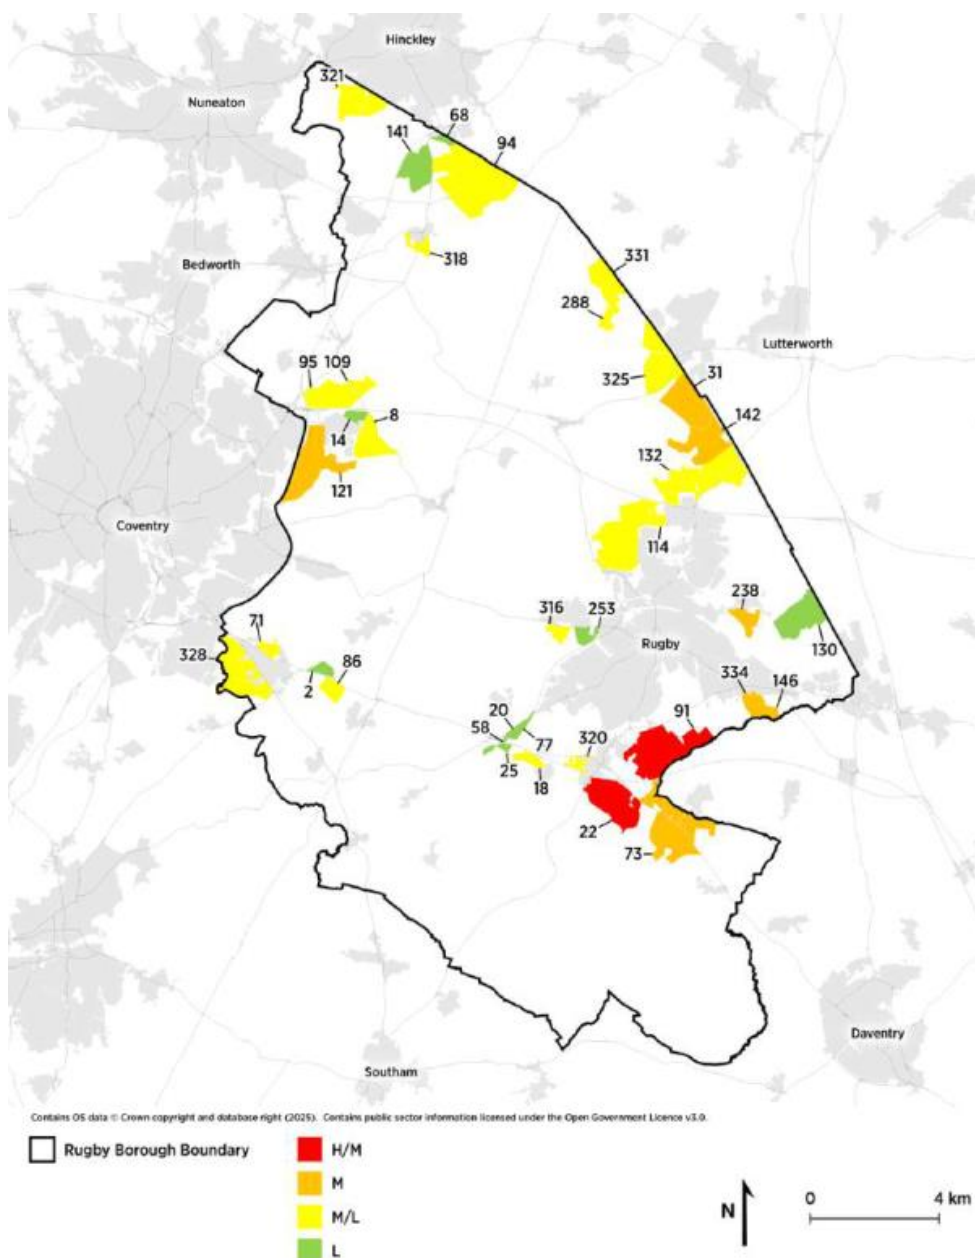 Hinckley
321
Nuneaton
68
141
94
Bedworth
318
331
288
Lutterworth
95 109
325
31
8
14
142
132
121
Coventry
114
238
316 253
71
Rugby
130
328
86
2
334
146
20
91
58
77
320
25
18
22
73
Daventry
Southam
Contains OS data © Crown copyright and database right (2025). Contains public sector information licensed under the Open Government Licence v3.0.
Rugby Borough Boundary
H/M
M
M/L
L
N
0 4 km